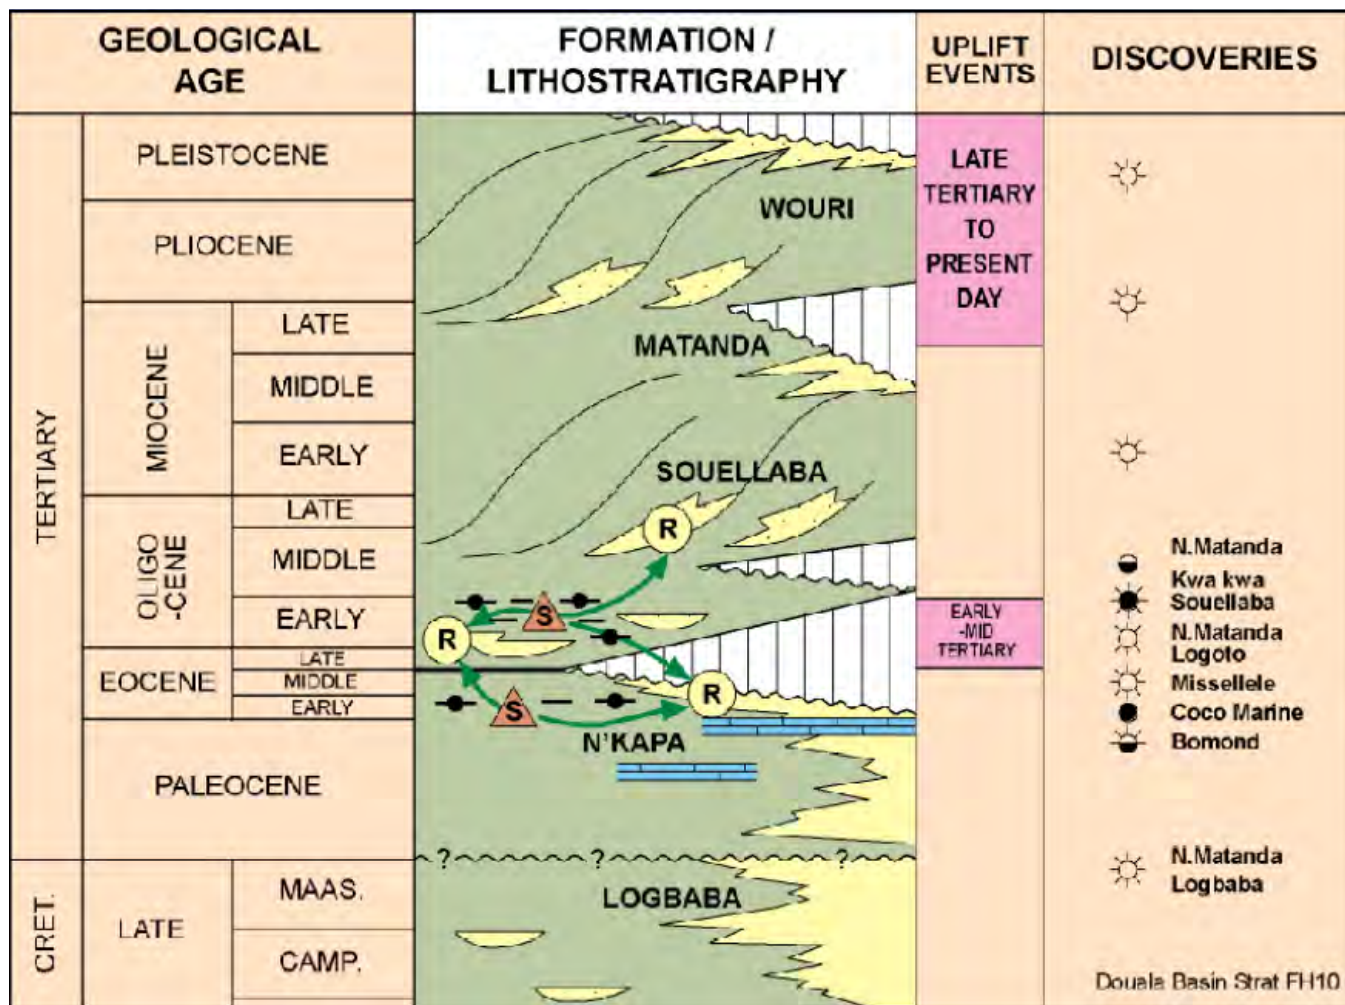 GEOLOGICAL
AGE
FORMATION /
LITHOSTRATIGRAPHY
UPLIFT
EVENTS
DISCOVERIES
TERTIARY
PLEISTOCENE
PLIOCENE
MIOCENE
LATE
MIDDLE
EARLY
OLIGO
-CENE
LATE
MIDDLE
EARLY
EOCENE
LATE
MIDDLE
EARLY
PALEOCENE
CRET.
LATE
MAAS.
CAMP.
WOURI
MATANDA
SOUELLABA
R
S
R
R
S
N'KAPA
? ? ?
LOGBABA
LATE
TERTIARY
TO
PRESENT
DAY
EARLY
-MID
TERTIARY
N.Matanda
Kwa kwa
Souellaba
N.Matanda
Logoto
Missellele
Coco Marine
Bomond
N.Matanda
Logbaba
Douala Basin Strat FH10